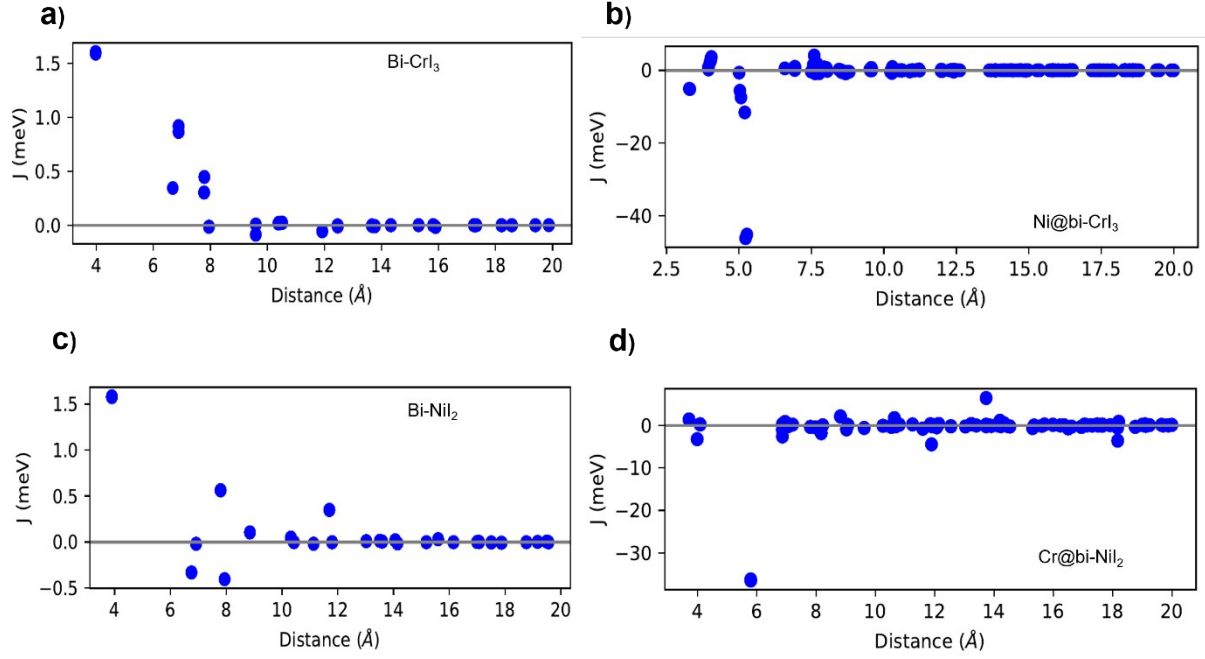 a)
Bi-CrI₃
J (meV)
1.5
1.0
0.5
0.0
4 6 8 10 12 14 16 18 20
Distance (Å)
b)
Ni@bi-CrI₃
J (meV)
0
−20
−40
2.5 5.0 7.5 10.0 12.5 15.0 17.5 20.0
Distance (Å)
c)
Bi-NiI₂
J (meV)
1.5
1.0
0.5
0.0
−0.5
4 6 8 10 12 14 16 18 20
Distance (Å)
d)
Cr@bi-NiI₂
J (meV)
0
−10
−20
−30
4 6 8 10 12 14 16 18 20
Distance (Å)